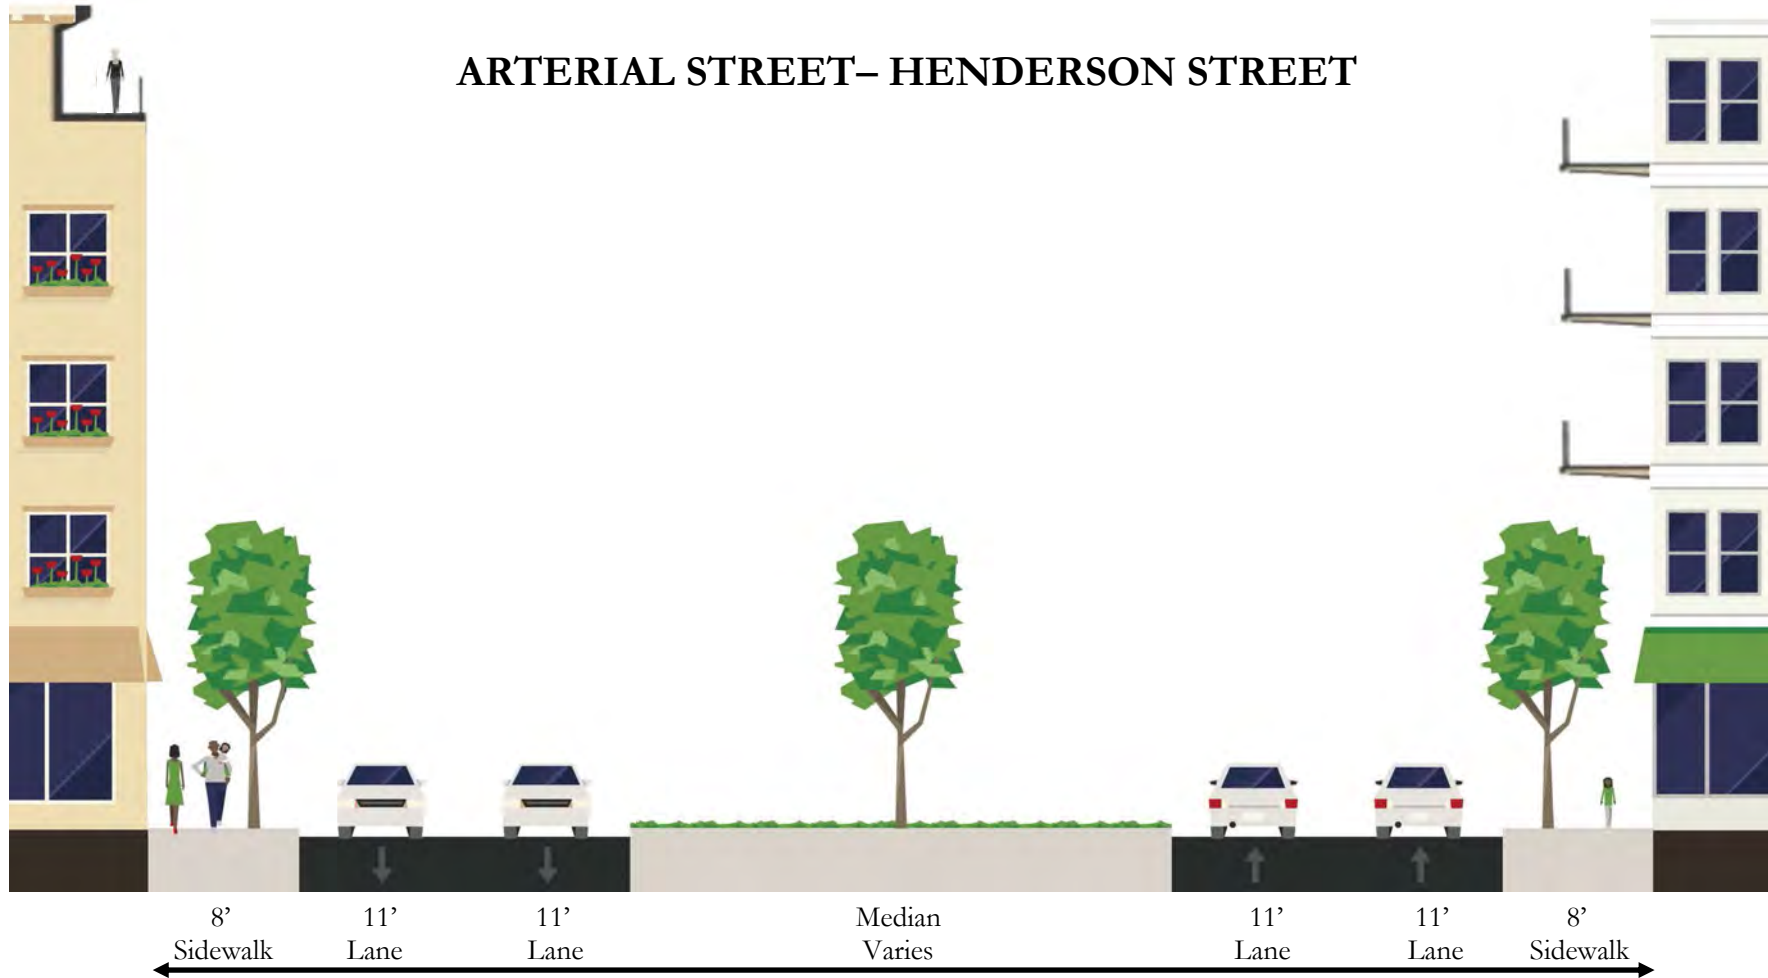 ARTERIAL STREET– HENDERSON STREET
8’
Sidewalk
11’
Lane
11’
Lane
Median
Varies
11’
Lane
11’
Lane
8’
Sidewalk